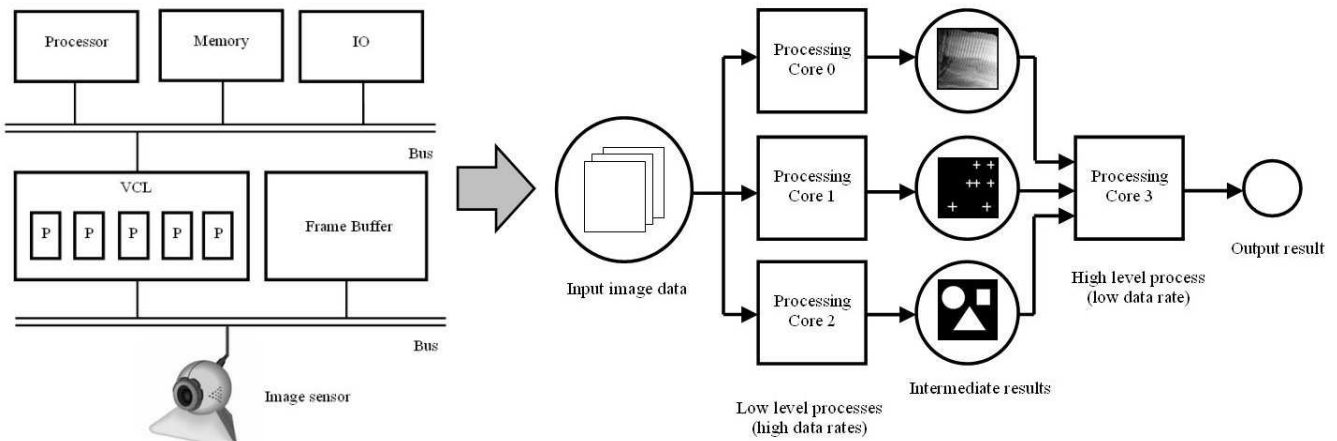 Processor
Memory
IO
Bus
VCL
P P P P P
Frame Buffer
Bus
Image sensor
Input image data
Processing
Core 0
Processing
Core 1
Processing
Core 2
Low level processes
(high data rates)
Intermediate results
Processing
Core 3
High level process
(low data rate)
Output result